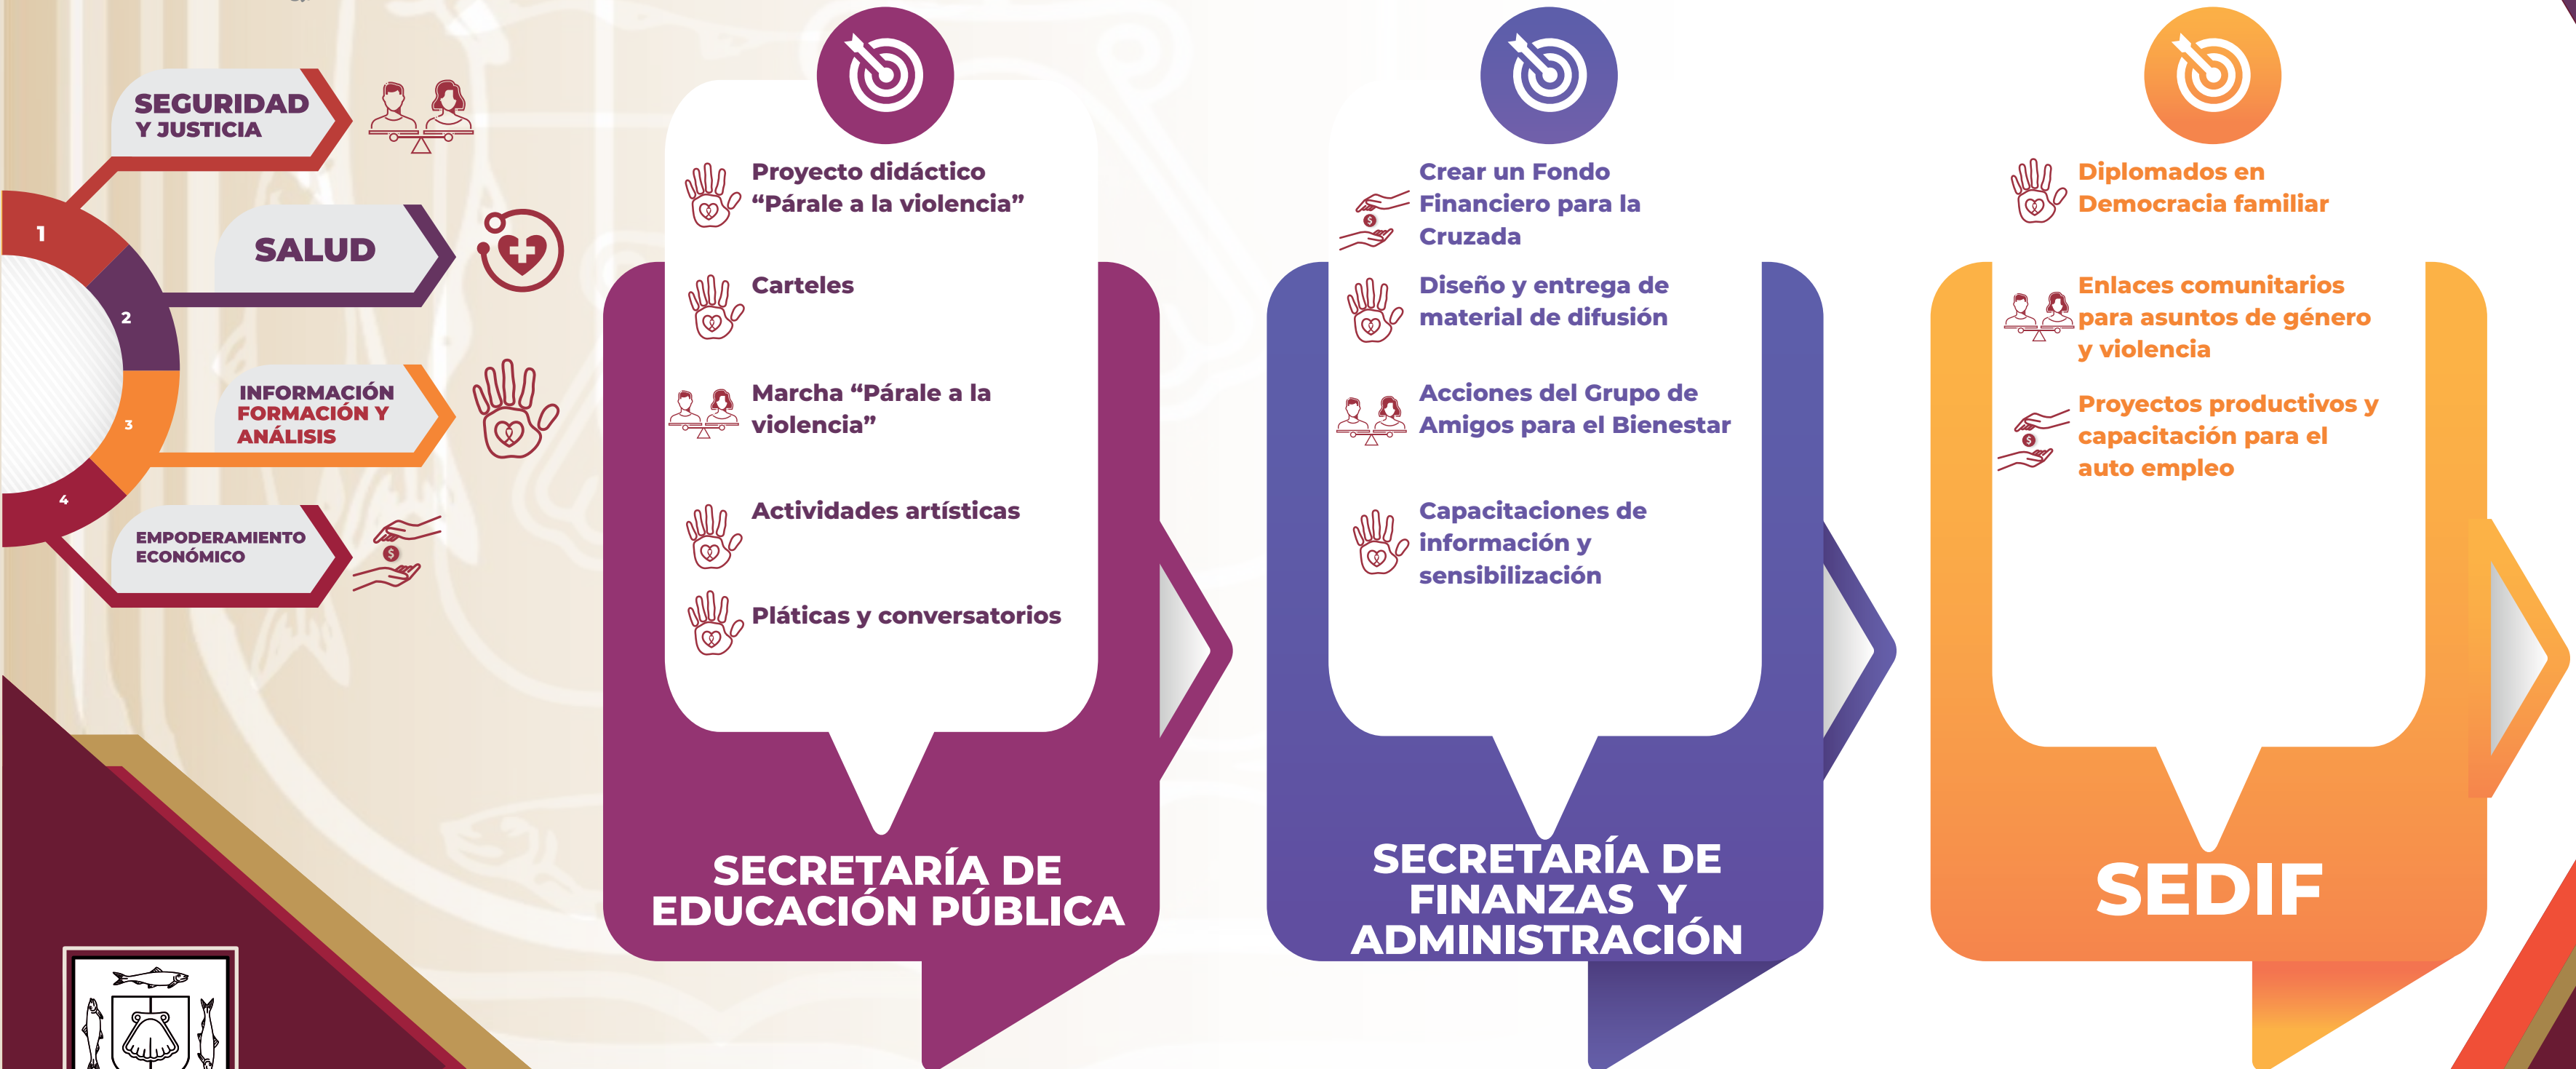 SEGURIDAD
Y JUSTICIA
1
SALUD
2
INFORMACIÓN
FORMACIÓN Y
ANÁLISIS
3
4
EMPODERAMIENTO
ECONÓMICO
Proyecto didáctico
“Párale a la violencia”
Carteles
Marcha “Párale a la
violencia”
Actividades artísticas
Pláticas y conversatorios
SECRETARÍA DE
EDUCACIÓN PÚBLICA
Crear un Fondo
Financiero para la
Cruzada
Diseño y entrega de
material de difusión
Acciones del Grupo de
Amigos para el Bienestar
Capacitaciones de
información y
sensibilización
SECRETARÍA DE
FINANZAS Y
ADMINISTRACIÓN
Diplomados en
Democracia familiar
Enlaces comunitarios
para asuntos de género
y violencia
Proyectos productivos y
capacitación para el
auto empleo
SEDIF